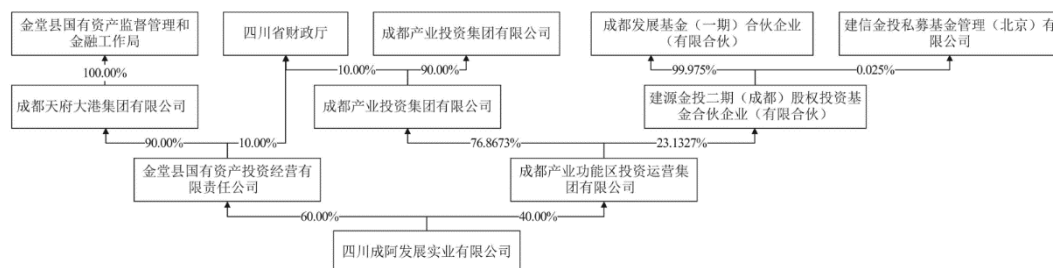 金堂县国有资产监督管理和
金融工作局
四川省财政厅
成都产业投资集团有限公司
成都发展基金（一期）合伙企业
（有限合伙）
建信金投私募基金管理（北京）有
限公司
100.00%
10.00%
90.00%
99.975%
0.025%
成都天府大港集团有限公司
成都产业投资集团有限公司
建源金投二期（成都）股权投资基
金合伙企业（有限合伙）
90.00%
10.00%
76.8673%
23.1327%
金堂县国有资产投资经营有
限责任公司
成都产业功能区投资运营集
团有限公司
60.00%
40.00%
四川成阿发展实业有限公司